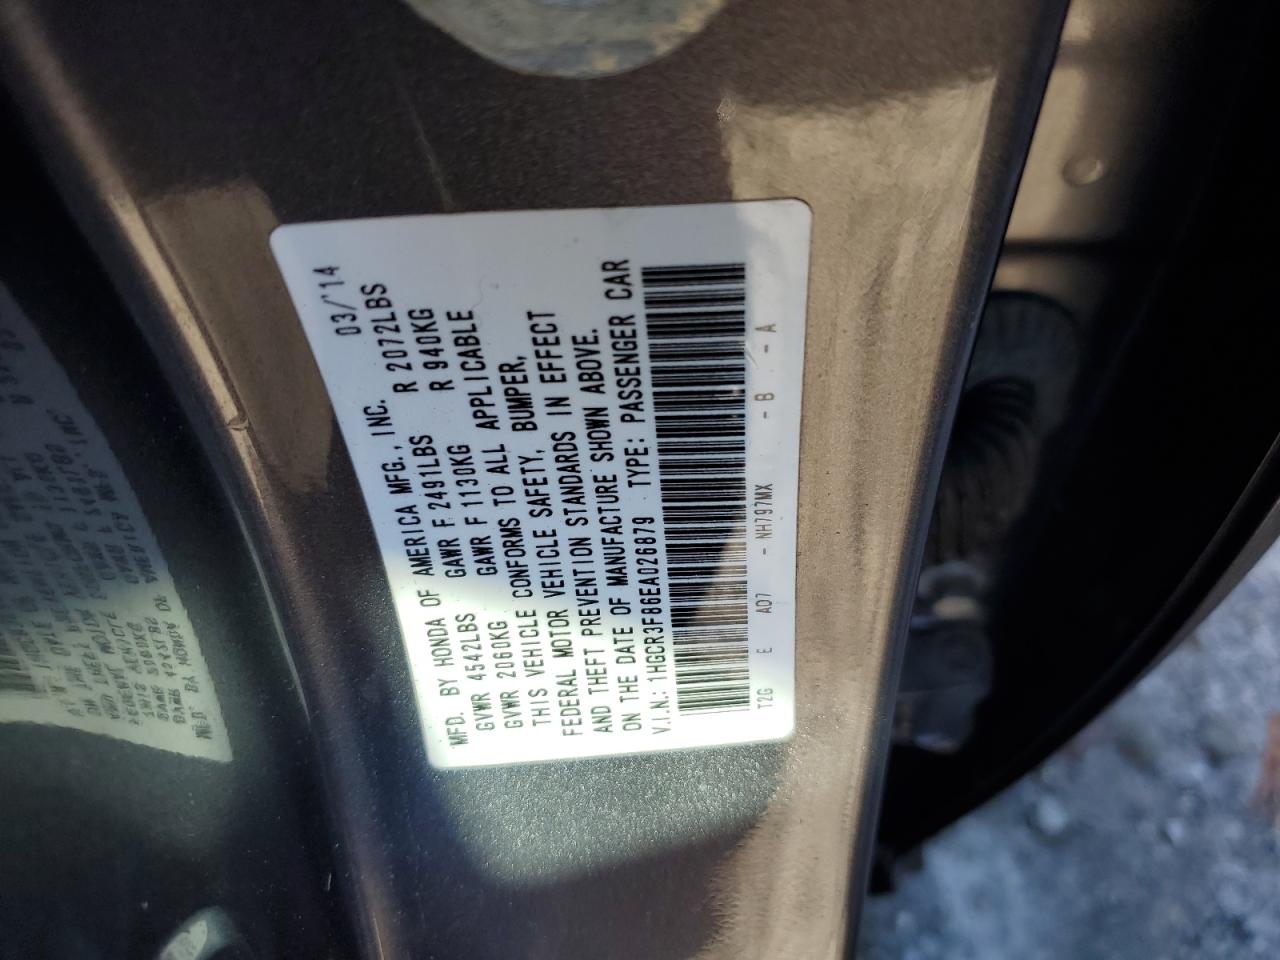 MFD. BY HONDA OF AMERICA MFG., INC. 03/'14
GVWR 4542LBS GAWR F 2491LBS R 2072LBS
GVWR 2060KG GAWR F 1130KG R 940KG
THIS VEHICLE CONFORMS TO ALL APPLICABLE
FEDERAL MOTOR VEHICLE SAFETY, BUMPER,
AND THEFT PREVENTION STANDARDS IN EFFECT
ON THE DATE OF MANUFACTURE SHOWN ABOVE.
V.I.N.: 1HGCR3F86EA026879 TYPE: PASSENGER CAR
T2G E AD7 - NH797MX - B - A